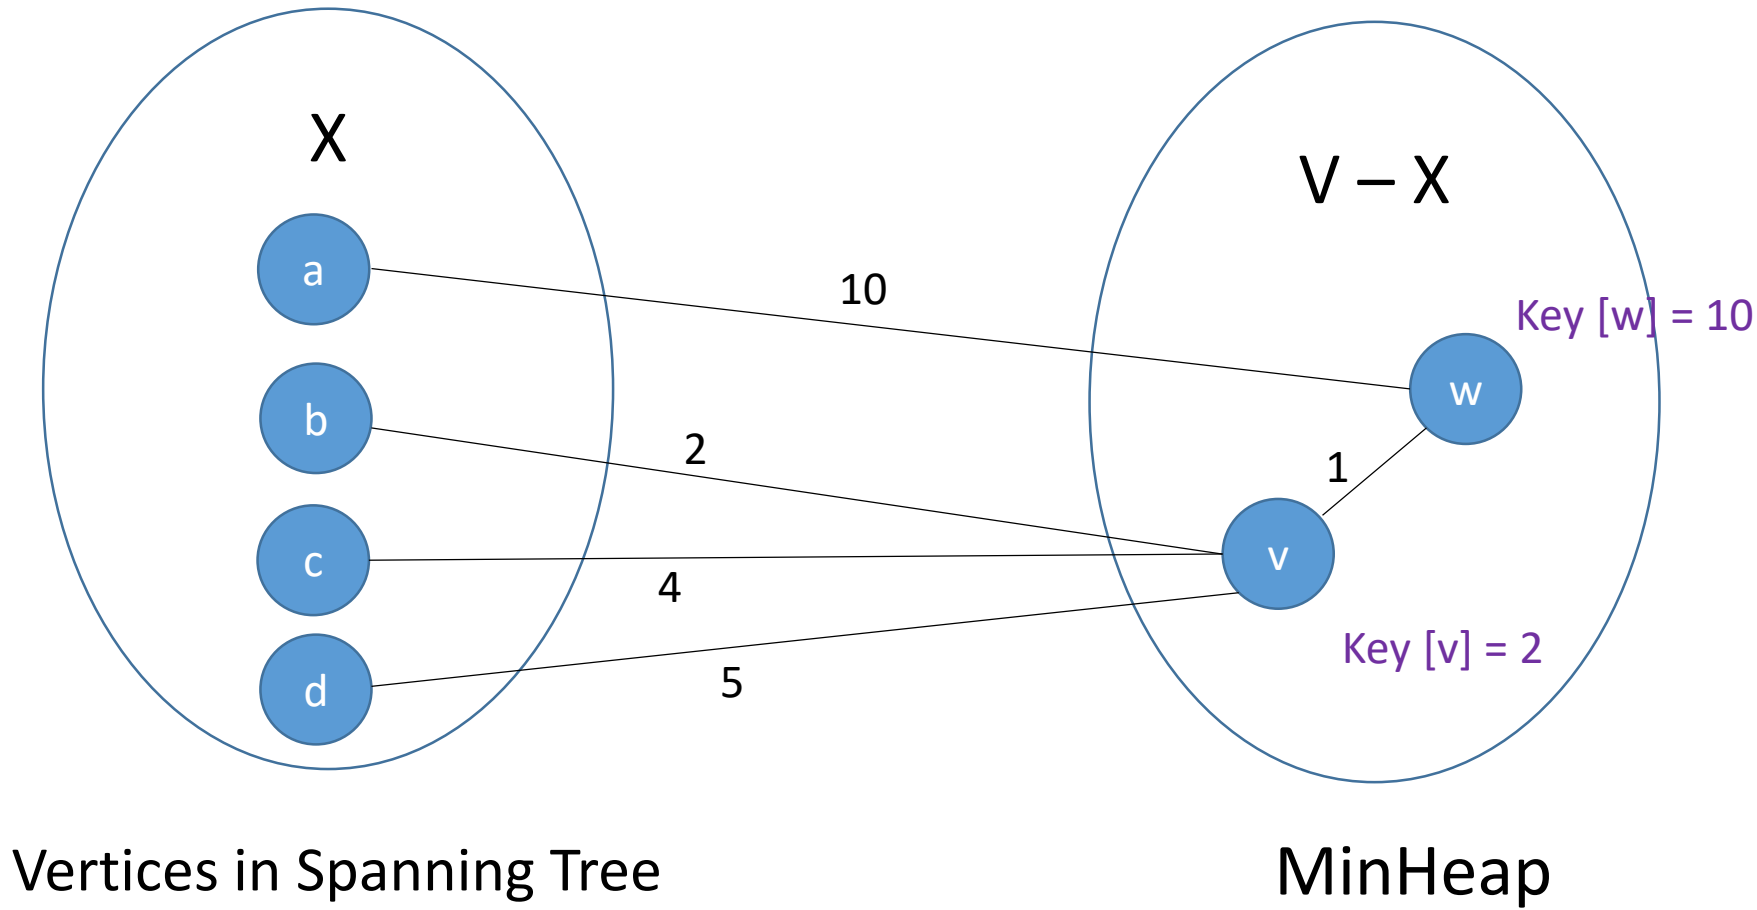 X
V – X
a
10
Key [w] = 10
w
b
2
1
c
4
v
d
5
Key [v] = 2
Vertices in Spanning Tree
MinHeap